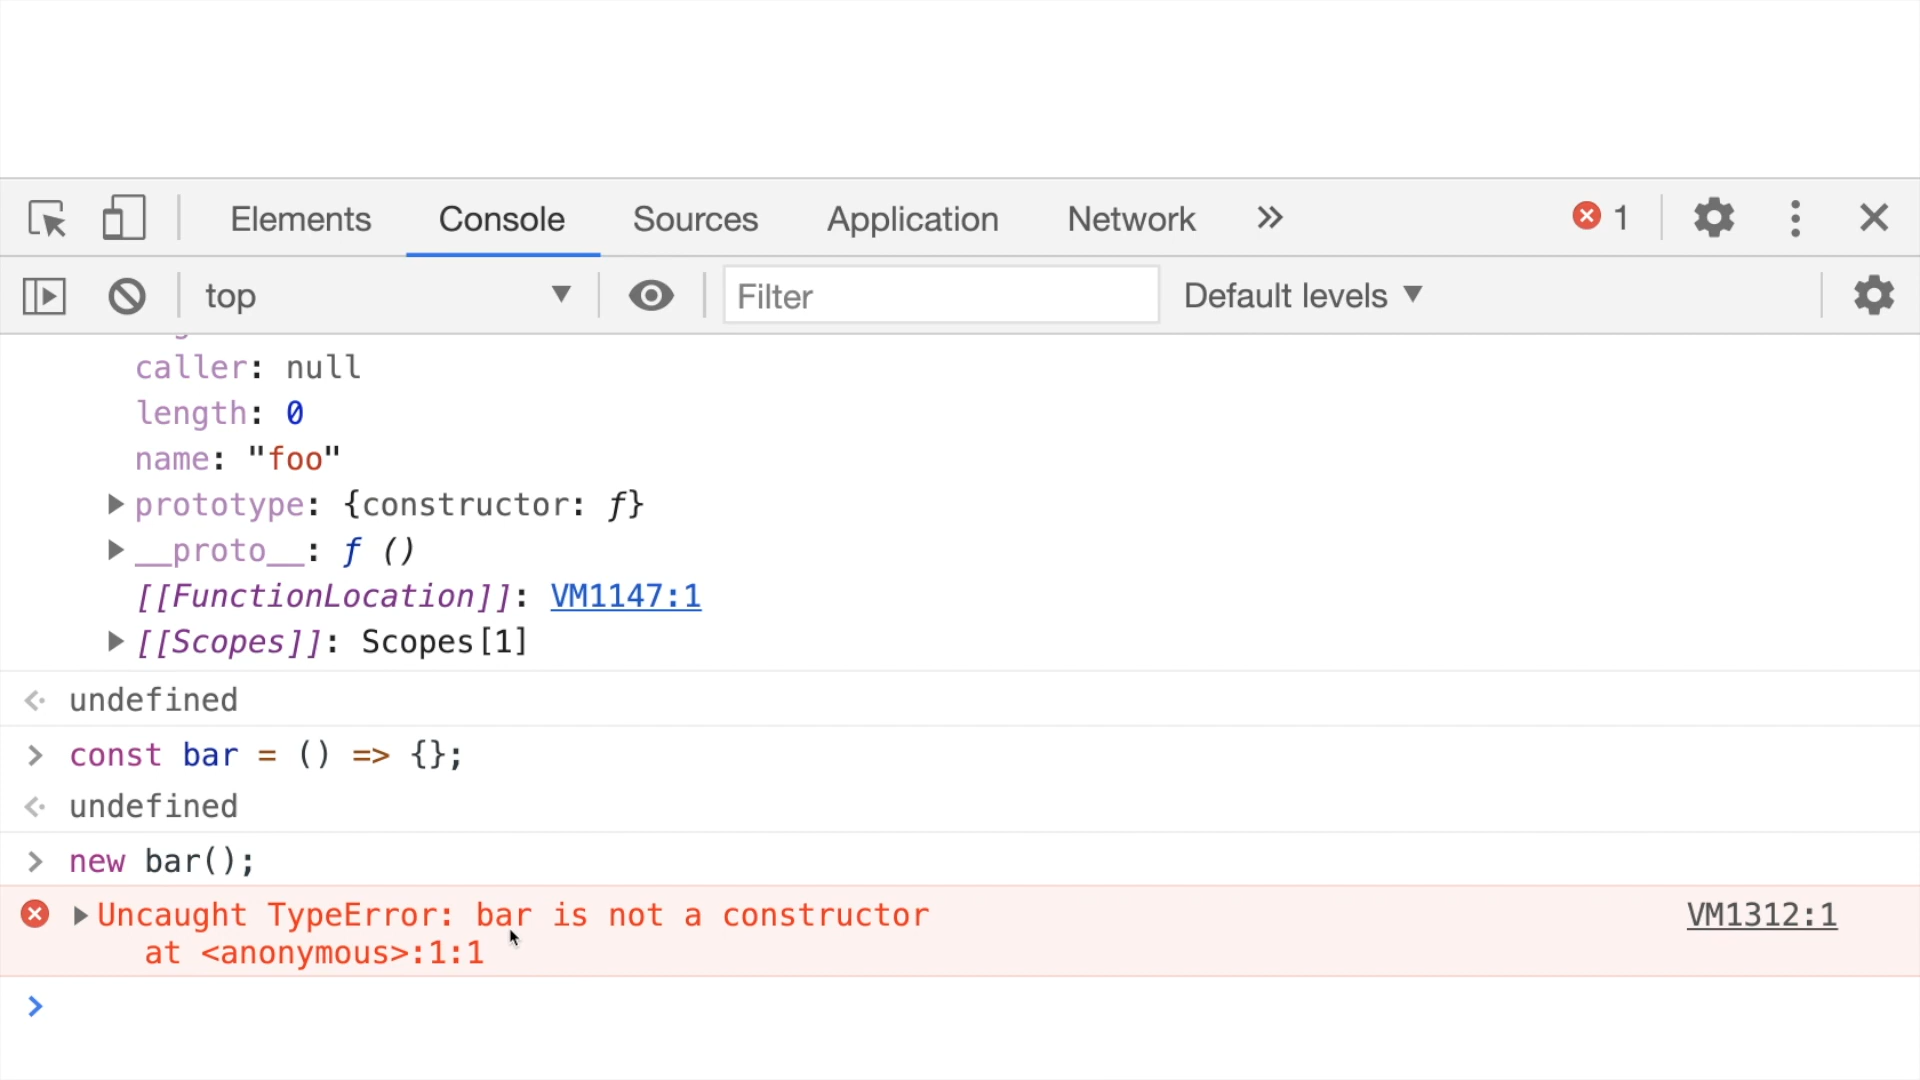 Elements Console Sources Application Network » 1
top ▼ Filter Default levels ▼
caller: null
length: 0
name: "foo"
prototype: {constructor: ƒ}
__proto__: ƒ ()
[[FunctionLocation]]: VM1147:1
[[Scopes]]: Scopes[1]
undefined
const bar = () => {};
undefined
new bar();
Uncaught TypeError: bar is not a constructor VM1312:1
at <anonymous>:1:1